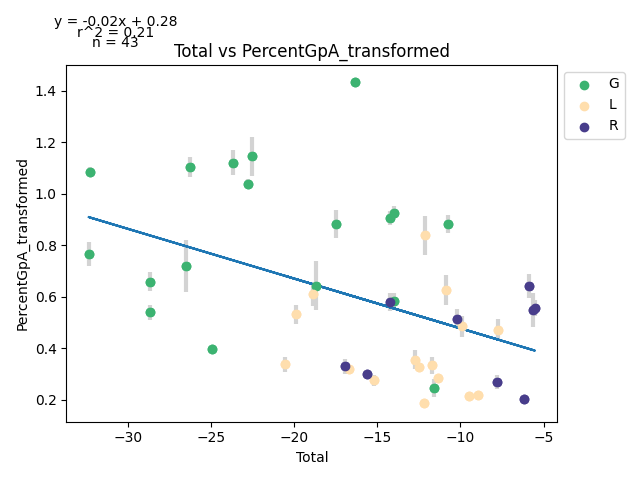 y = -0.02x + 0.28
r^2 = 0.21
n = 43
Total vs PercentGpA_transformed
G
L
R
PercentGpA_transformed
1.4
1.2
1.0
0.8
0.6
0.4
0.2
−30 −25 −20 −15 −10 −5
Total